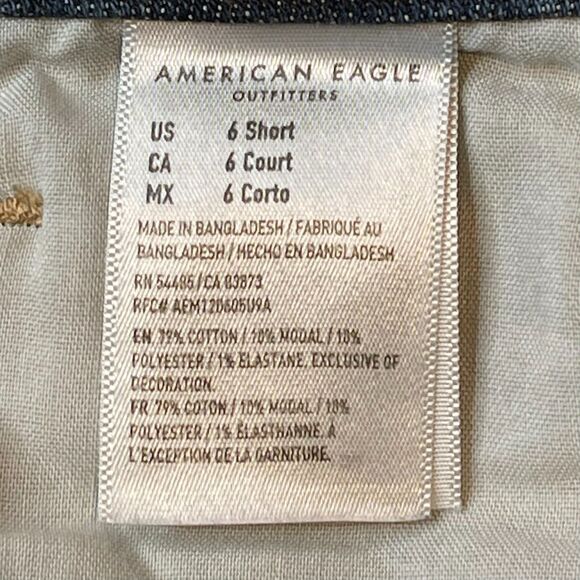 AMERICAN EAGLE
OUTFITTERS
US 6 Short
CA 6 Court
MX 6 Corto
MADE IN BANGLADESH / FABRIQUÉ AU
BANGLADESH / HECHO EN BANGLADESH
RN 54485 / CA 03873
RFC# AEM120605U9A
EN 79% COTTON / 10% MODAL / 10%
POLYESTER / 1% ELASTANE. EXCLUSIVE OF
DECORATION.
FR 79% COTON / 10% MODAL / 10%
POLYESTER / 1% ÉLASTHANNE. À
L'EXCEPTION DE LA GARNITURE.